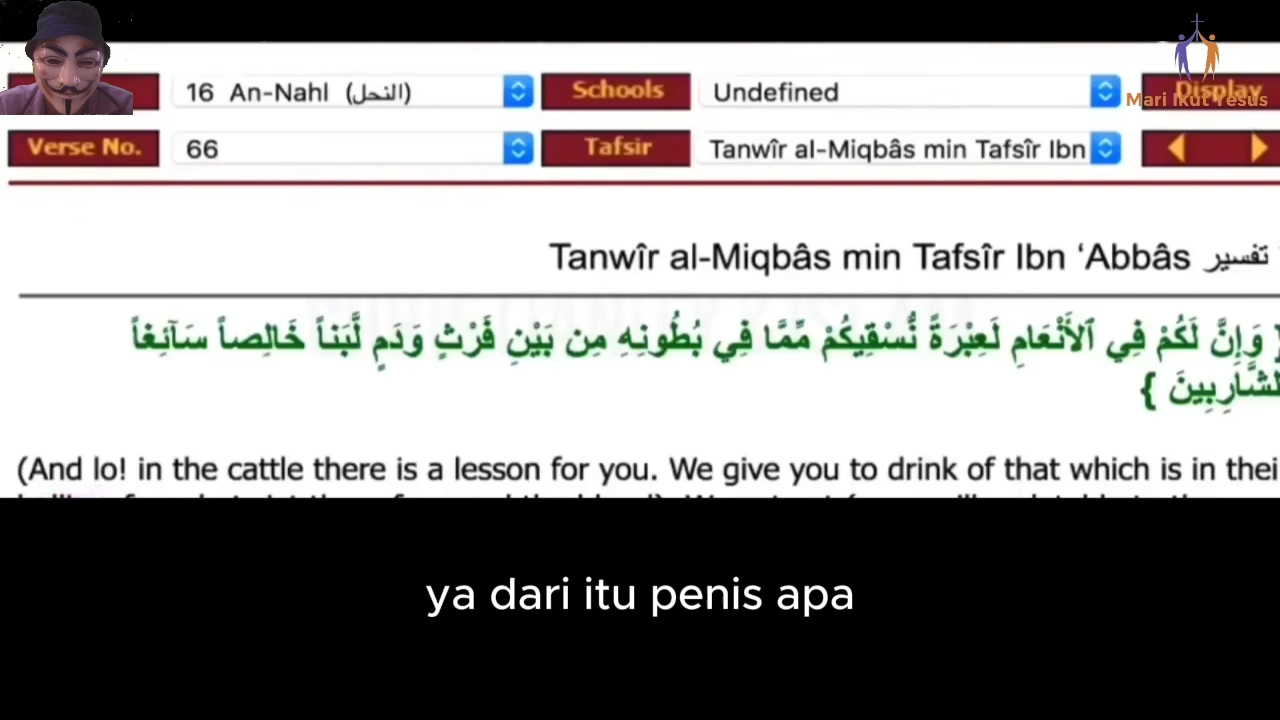 16 An-Nahl (النحل)
Schools
Undefined
Display
Mari Ikut Yesus
Verse No.
66
Tafsir
Tanwîr al-Miqbâs min Tafsîr Ibn
Tanwîr al-Miqbâs min Tafsîr Ibn ‘Abbâs تفسير
وَإِنَّ لَكُمْ فِي ٱلأَنْعَامِ لَعِبْرَةً نُّسْقِيكُمْ مِّمَّا فِي بُطُونِهِ مِن بَيْنِ فَرْثٍ وَدَمٍ لَّبَناً خَالِصاً سَآئِغاً
لشَّارِبِينَ }
(And lo! in the cattle there is a lesson for you. We give you to drink of that which is in thei
ya dari itu penis apa